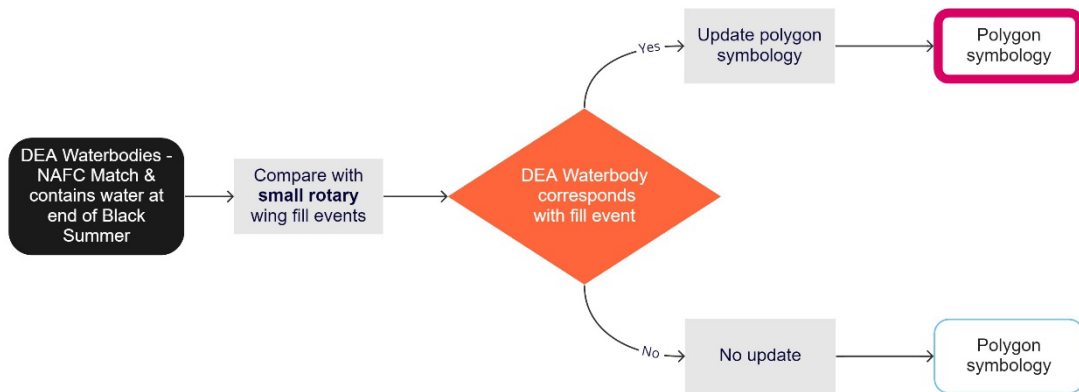 DEA Waterbodies -
NAFC Match &
contains water at
end of Black
Summer
Compare with
small rotary
wing fill events
DEA Waterbody
corresponds
with fill event
Yes
Update polygon
symbology
Polygon
symbology
No
No update
Polygon
symbology